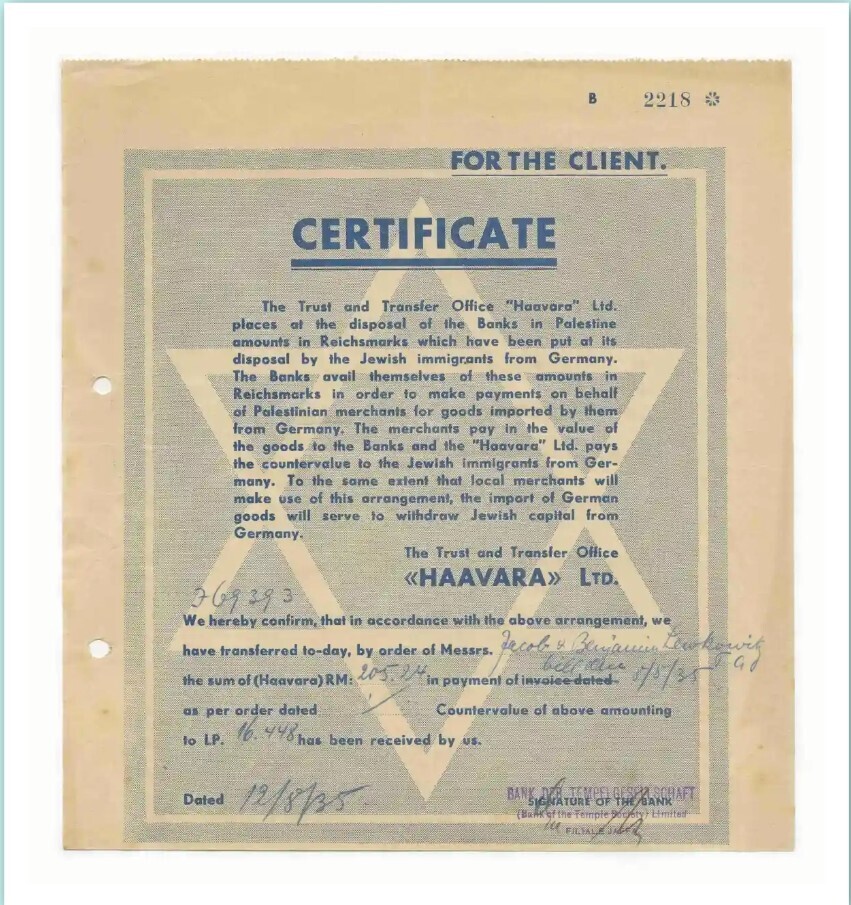 B 2218 ❇
FOR THE CLIENT.
CERTIFICATE
The Trust and Transfer Office "Haavara" Ltd.
places at the disposal of the Banks in Palestine
amounts in Reichsmarks which have been put at its
disposal by the Jewish immigrants from Germany.
The Banks avail themselves of these amounts in
Reichsmarks in order to make payments on behalf
of Palestinian merchants for goods imported by them
from Germany. The merchants pay in the value of
the goods to the Banks and the "Haavara" Ltd. pays
the countervalue to the Jewish immigrants from Ger-
many. To the same extent that local merchants will
make use of this arrangement, the import of German
goods will serve to withdraw Jewish capital from
Germany.
The Trust and Transfer Office
«HAAVARA» LTD.
769393
We hereby confirm, that in accordance with the above arrangement, we
have transferred to-day, by order of Messrs. Jacob & Benjamin Lewkowitz
the sum of (Haavara) RM: 205.24 in payment of invoice dated 5/8/35
as per order dated Countervalue of above amounting
to LP. 16.448 has been received by us.
Dated 12/8/35.
BANK DER TEMPELGESELLSCHAFT
SIGNATURE OF THE BANK
(Bank of the Temple Society) Limited
FILIALE